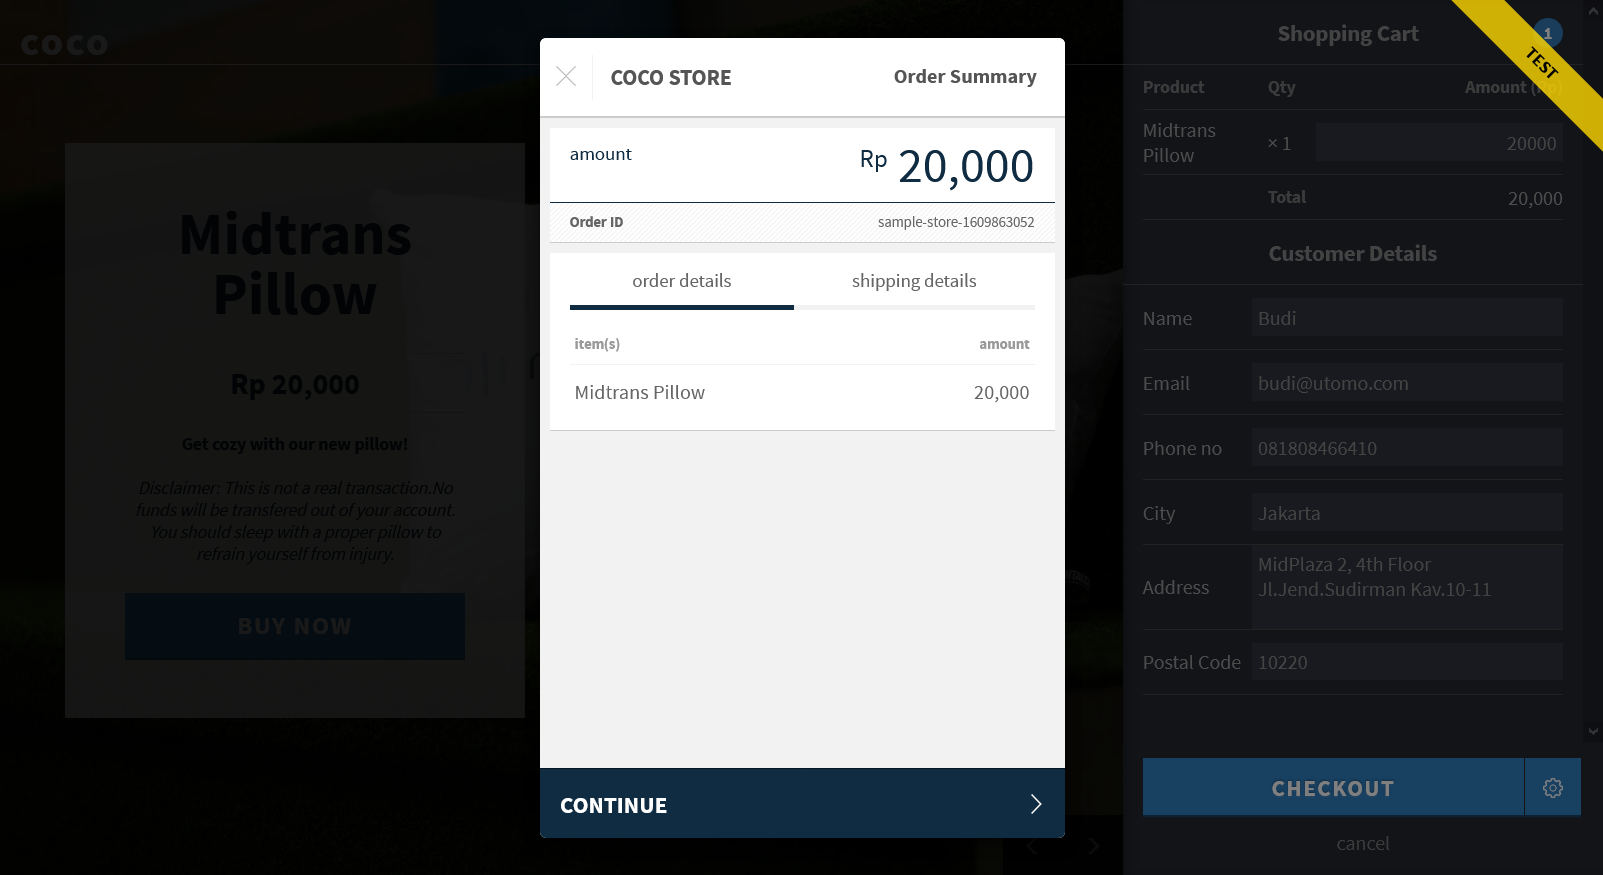 coco
Midtrans
Pillow
Rp 20,000
Get cozy with our new pillow!
Disclaimer: This is not a real transaction.No
funds will be transfered out of your account.
You should sleep with a proper pillow to
refrain yourself from injury.
BUY NOW
COCO STORE
Order Summary
amount
Rp 20,000
Order ID
sample-store-1609863052
order details
shipping details
item(s)
amount
Midtrans Pillow
20,000
CONTINUE
Shopping Cart
1
TEST
Product
Qty
Amount (Rp)
Midtrans
Pillow
× 1
20000
Total
20,000
Customer Details
Name
Budi
Email
budi@utomo.com
Phone no
081808466410
City
Jakarta
Address
MidPlaza 2, 4th Floor
Jl.Jend.Sudirman Kav.10-11
Postal Code
10220
CHECKOUT
cancel